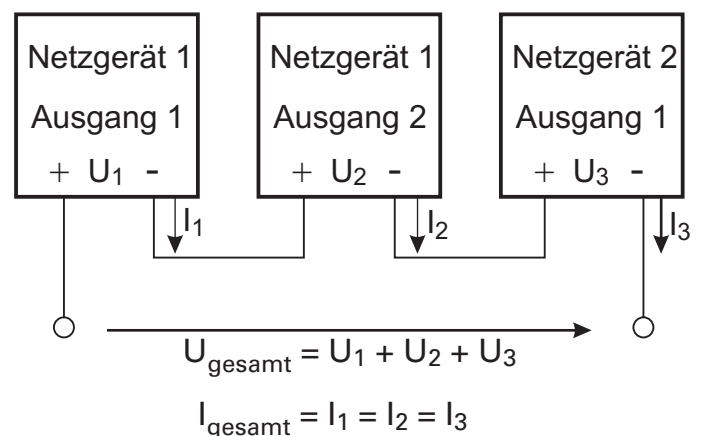 Netzgerät 1
Ausgang 1
+ U1 -
I1
Netzgerät 1
Ausgang 2
+ U2 -
I2
Netzgerät 2
Ausgang 1
+ U3 -
I3
Ugesamt = U1 + U2 + U3
Igesamt = I1 = I2 = I3